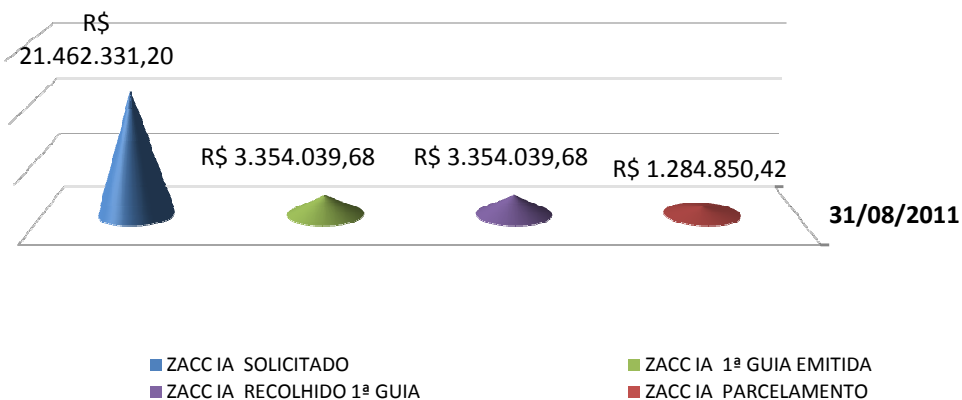 R$
21.462.331,20
R$ 3.354.039,68
R$ 3.354.039,68
R$ 1.284.850,42
31/08/2011
ZACC IA SOLICITADO
ZACC IA 1ª GUIA EMITIDA
ZACC IA RECOLHIDO 1ª GUIA
ZACC IA PARCELAMENTO